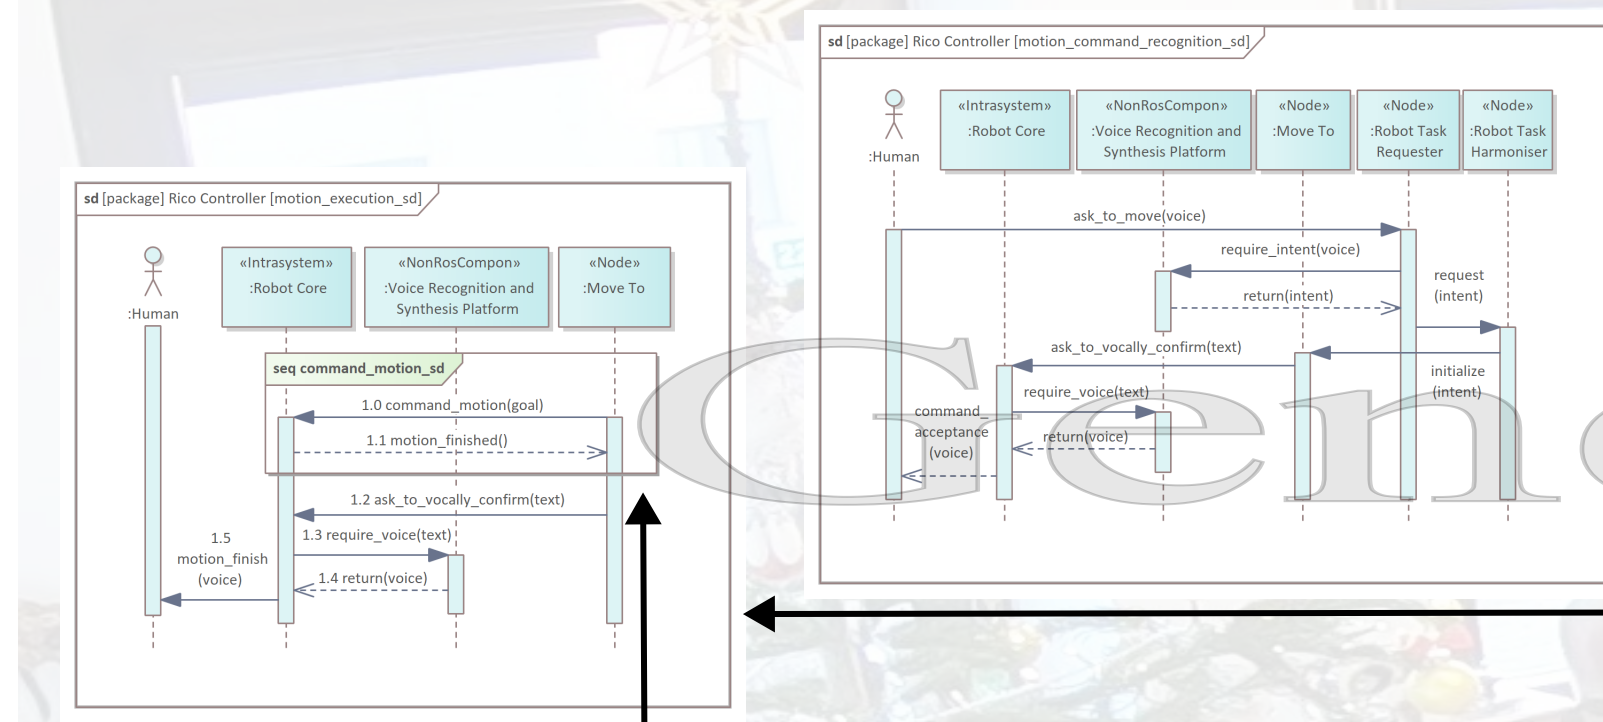 sd [package] Rico Controller [motion_execution_sd]
:Human
«Intrasystem»
:Robot Core
«NonRosCompon»
:Voice Recognition and
Synthesis Platform
«Node»
:Move To
seq command_motion_sd
1.0 command_motion(goal)
1.1 motion_finished()
1.2 ask_to_vocally_confirm(text)
1.3 require_voice(text)
1.4 return(voice)
1.5
motion_finish
(voice)
sd [package] Rico Controller [motion_command_recognition_sd]
:Human
«Intrasystem»
:Robot Core
«NonRosCompon»
:Voice Recognition and
Synthesis Platform
«Node»
:Move To
«Node»
:Robot Task
Requester
«Node»
:Robot Task
Harmoniser
ask_to_move(voice)
require_intent(voice)
return(intent)
request
(intent)
ask_to_vocally_confirm(text)
initialize
(intent)
require_voice(text)
return(voice)
command_
acceptance
(voice)